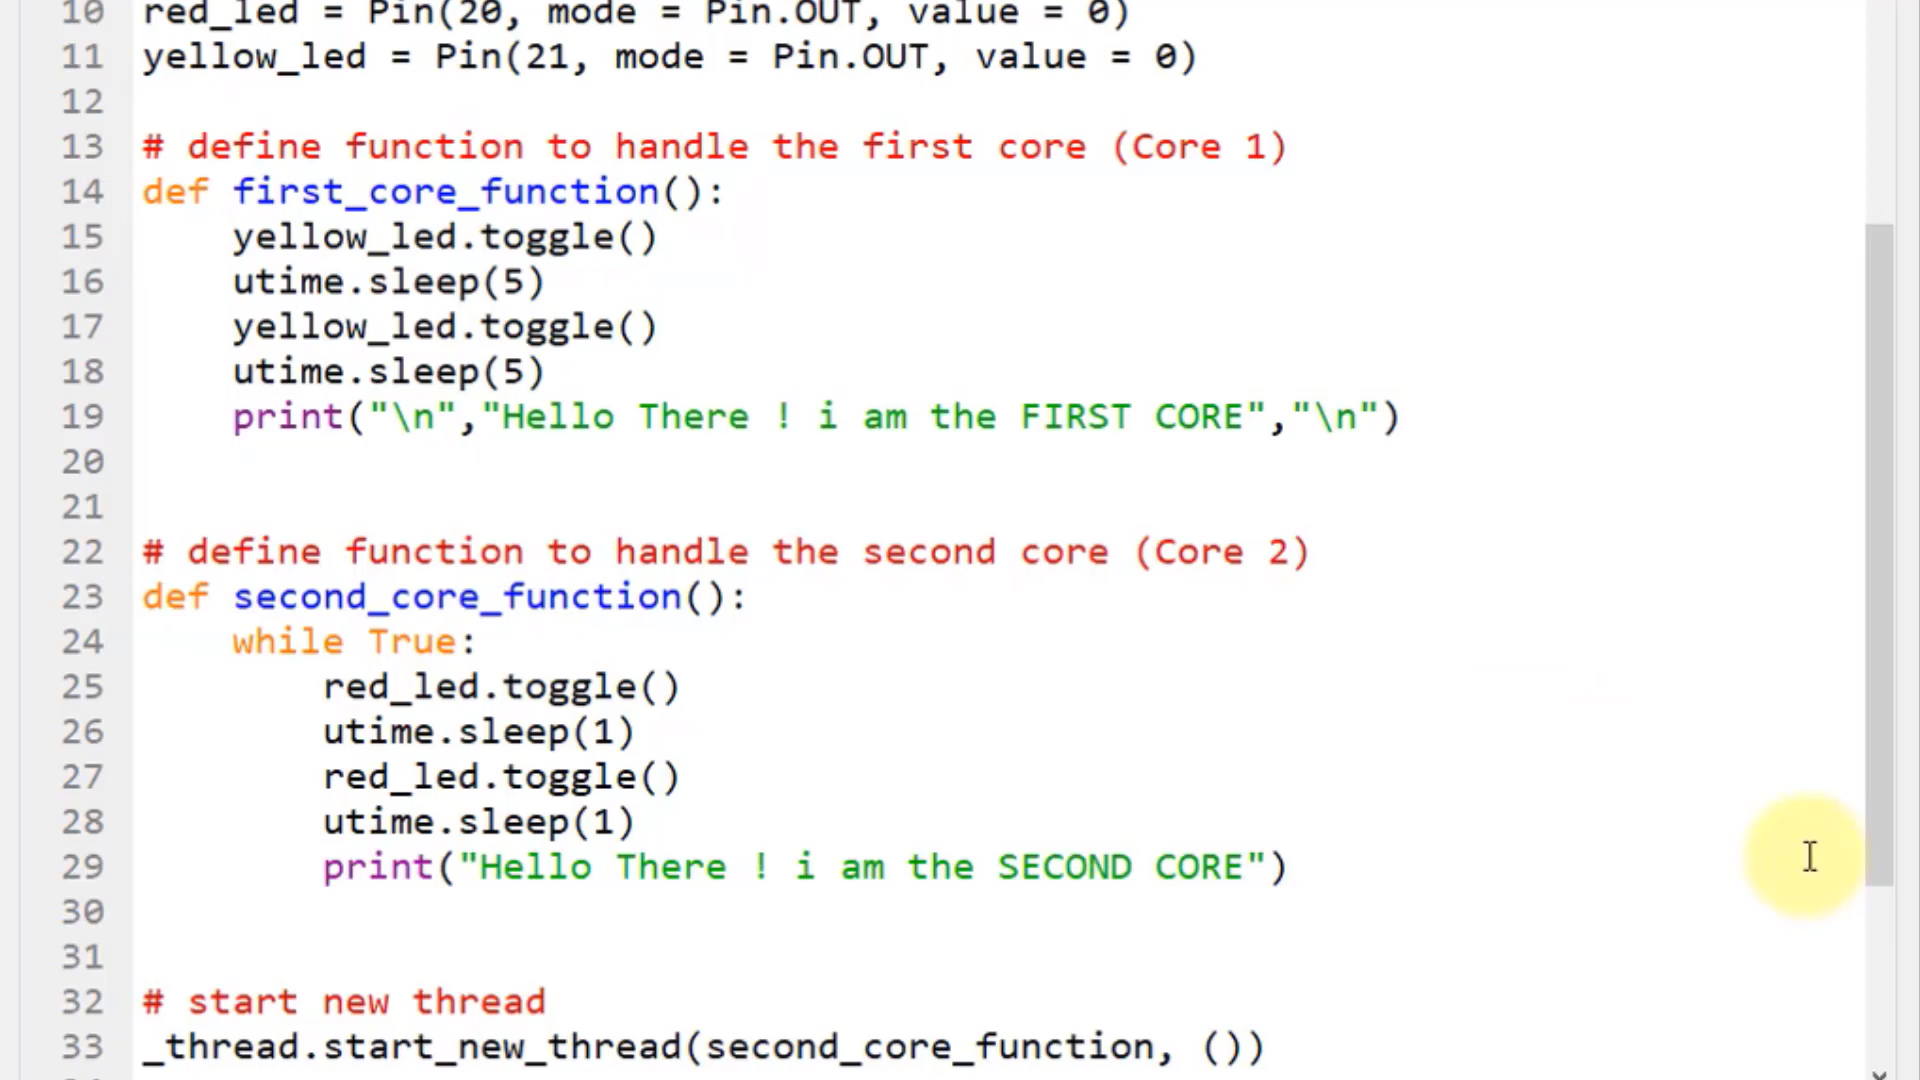 10 red_led = Pin(20, mode = Pin.OUT, value = 0)
11 yellow_led = Pin(21, mode = Pin.OUT, value = 0)
12
13 # define function to handle the first core (Core 1)
14 def first_core_function():
15     yellow_led.toggle()
16     utime.sleep(5)
17     yellow_led.toggle()
18     utime.sleep(5)
19     print("\n","Hello There ! i am the FIRST CORE","\n")
20
21
22 # define function to handle the second core (Core 2)
23 def second_core_function():
24     while True:
25         red_led.toggle()
26         utime.sleep(1)
27         red_led.toggle()
28         utime.sleep(1)
29         print("Hello There ! i am the SECOND CORE")
30
31
32 # start new thread
33 _thread.start_new_thread(second_core_function, ())